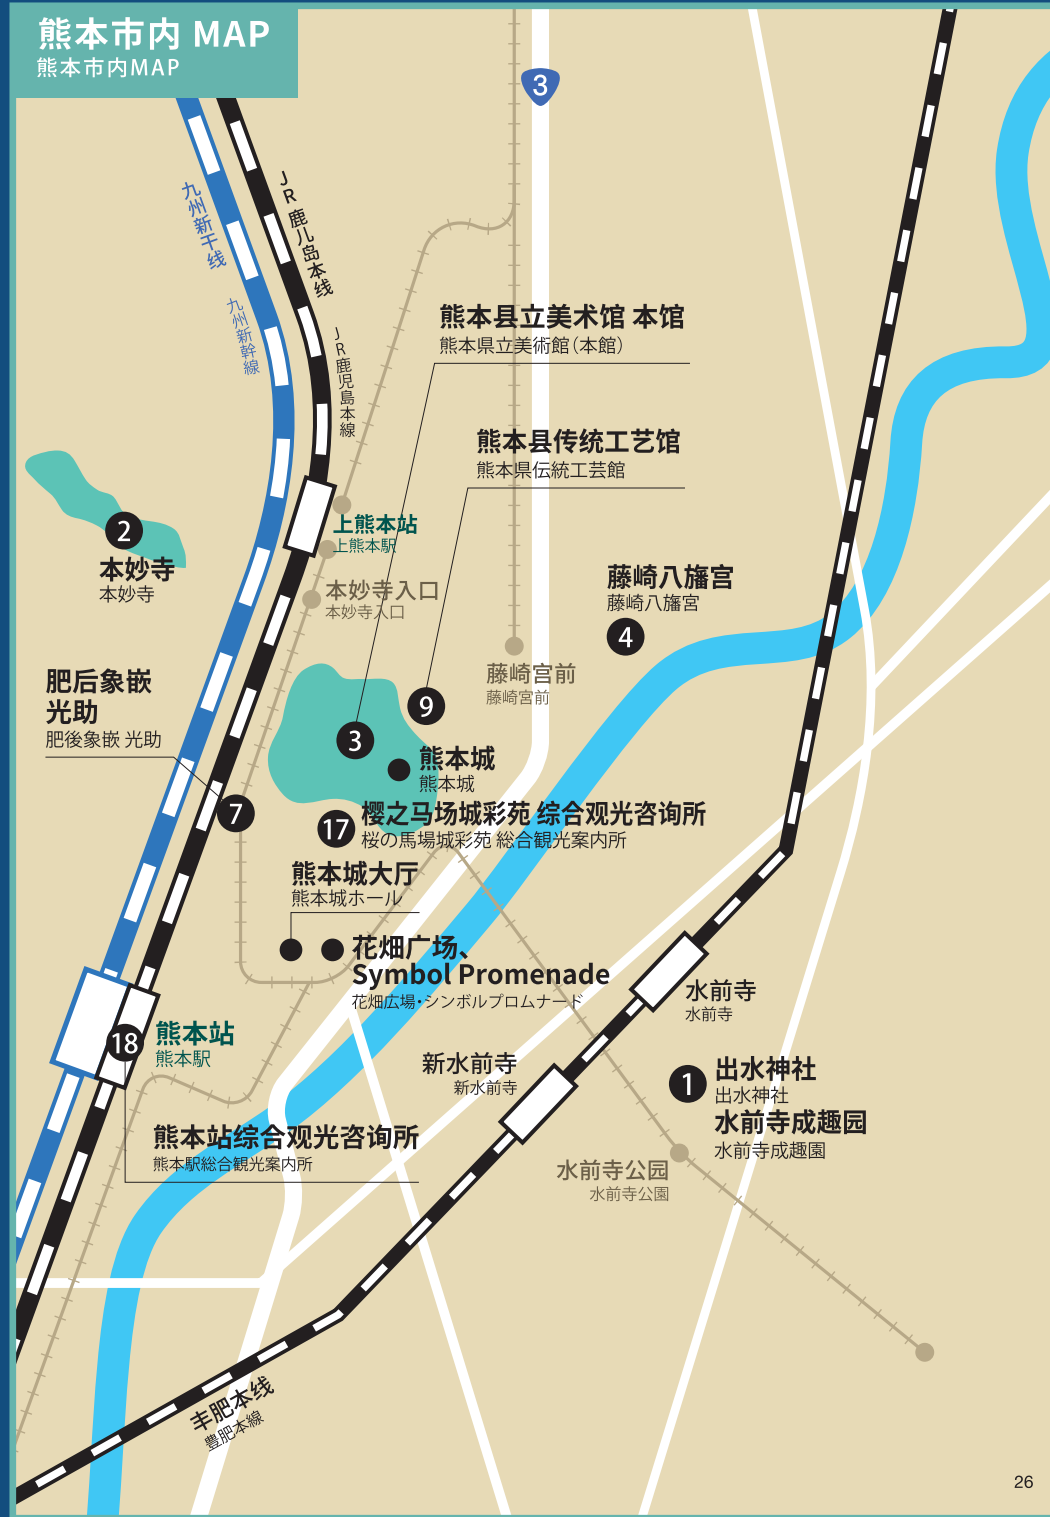 熊本市内 MAP
熊本市内MAP
3
九州新干线
九州新幹線
JR鹿儿岛本线
JR鹿児島本線
熊本县立美术馆 本馆
熊本県立美術館(本館)
熊本县传统工艺馆
熊本県伝統工芸館
2
本妙寺
本妙寺
上熊本站
上熊本駅
本妙寺入口
本妙寺入口
藤崎八旛宫
藤崎八旛宮
4
藤崎宫前
藤崎宮前
肥后象嵌
光助
肥後象嵌 光助
9
3
熊本城
熊本城
7
17
樱之马场城彩苑 综合观光咨询所
桜の馬場城彩苑 総合観光案内所
熊本城大厅
熊本城ホール
花畑广场、
Symbol Promenade
花畑広場・シンボルプロムナード
水前寺
水前寺
18
熊本站
熊本駅
新水前寺
新水前寺
1
出水神社
出水神社
水前寺成趣园
水前寺成趣園
熊本站综合观光咨询所
熊本駅総合観光案内所
水前寺公园
水前寺公園
丰肥本线
豊肥本線
26